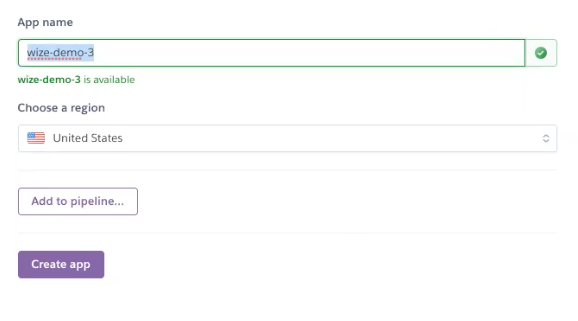 App name
wize-demo-3
wize-demo-3 is available
Choose a region
United States
Add to pipeline...
Create app